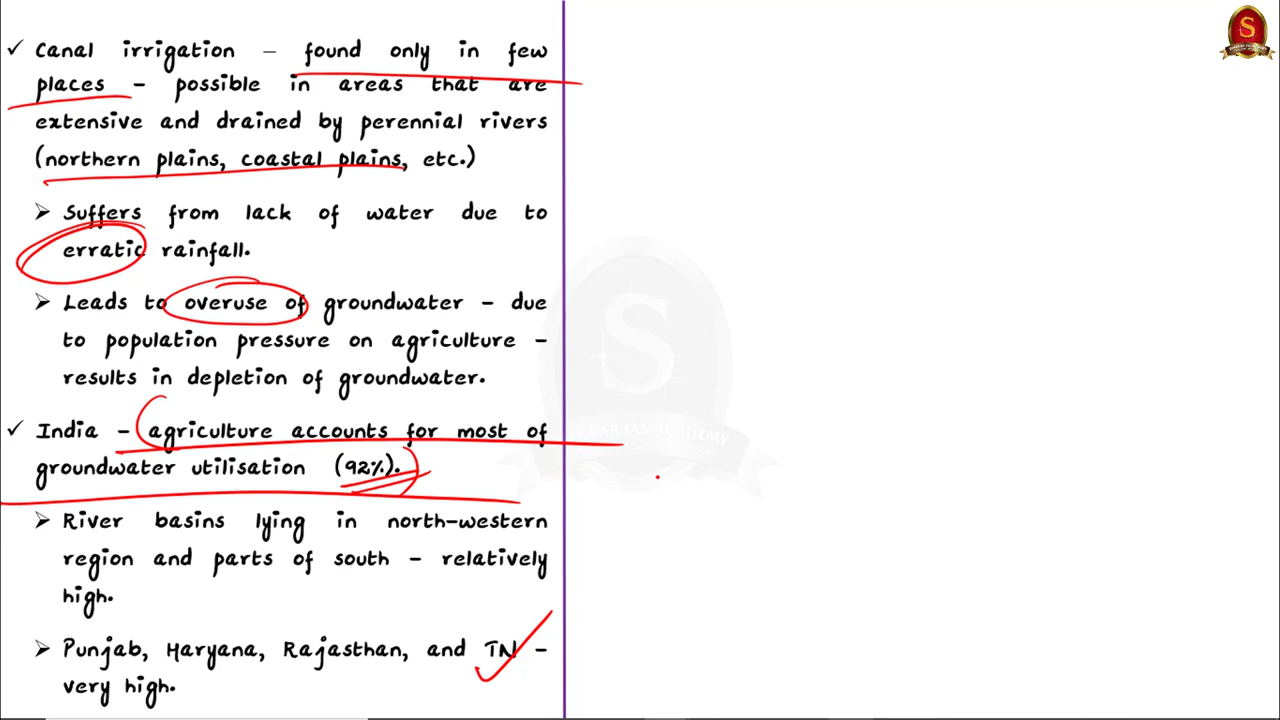 ✓ Canal irrigation – found only in few
places – possible in areas that are
extensive and drained by perennial rivers
(northern plains, coastal plains, etc.)
➤ Suffers from lack of water due to
erratic rainfall.
➤ Leads to overuse of groundwater – due
to population pressure on agriculture –
results in depletion of groundwater.
✓ India – agriculture accounts for most of
groundwater utilisation (92%).
➤ River basins lying in north-western
region and parts of south – relatively
high.
➤ Punjab, Haryana, Rajasthan, and TN –
very high.
S
S